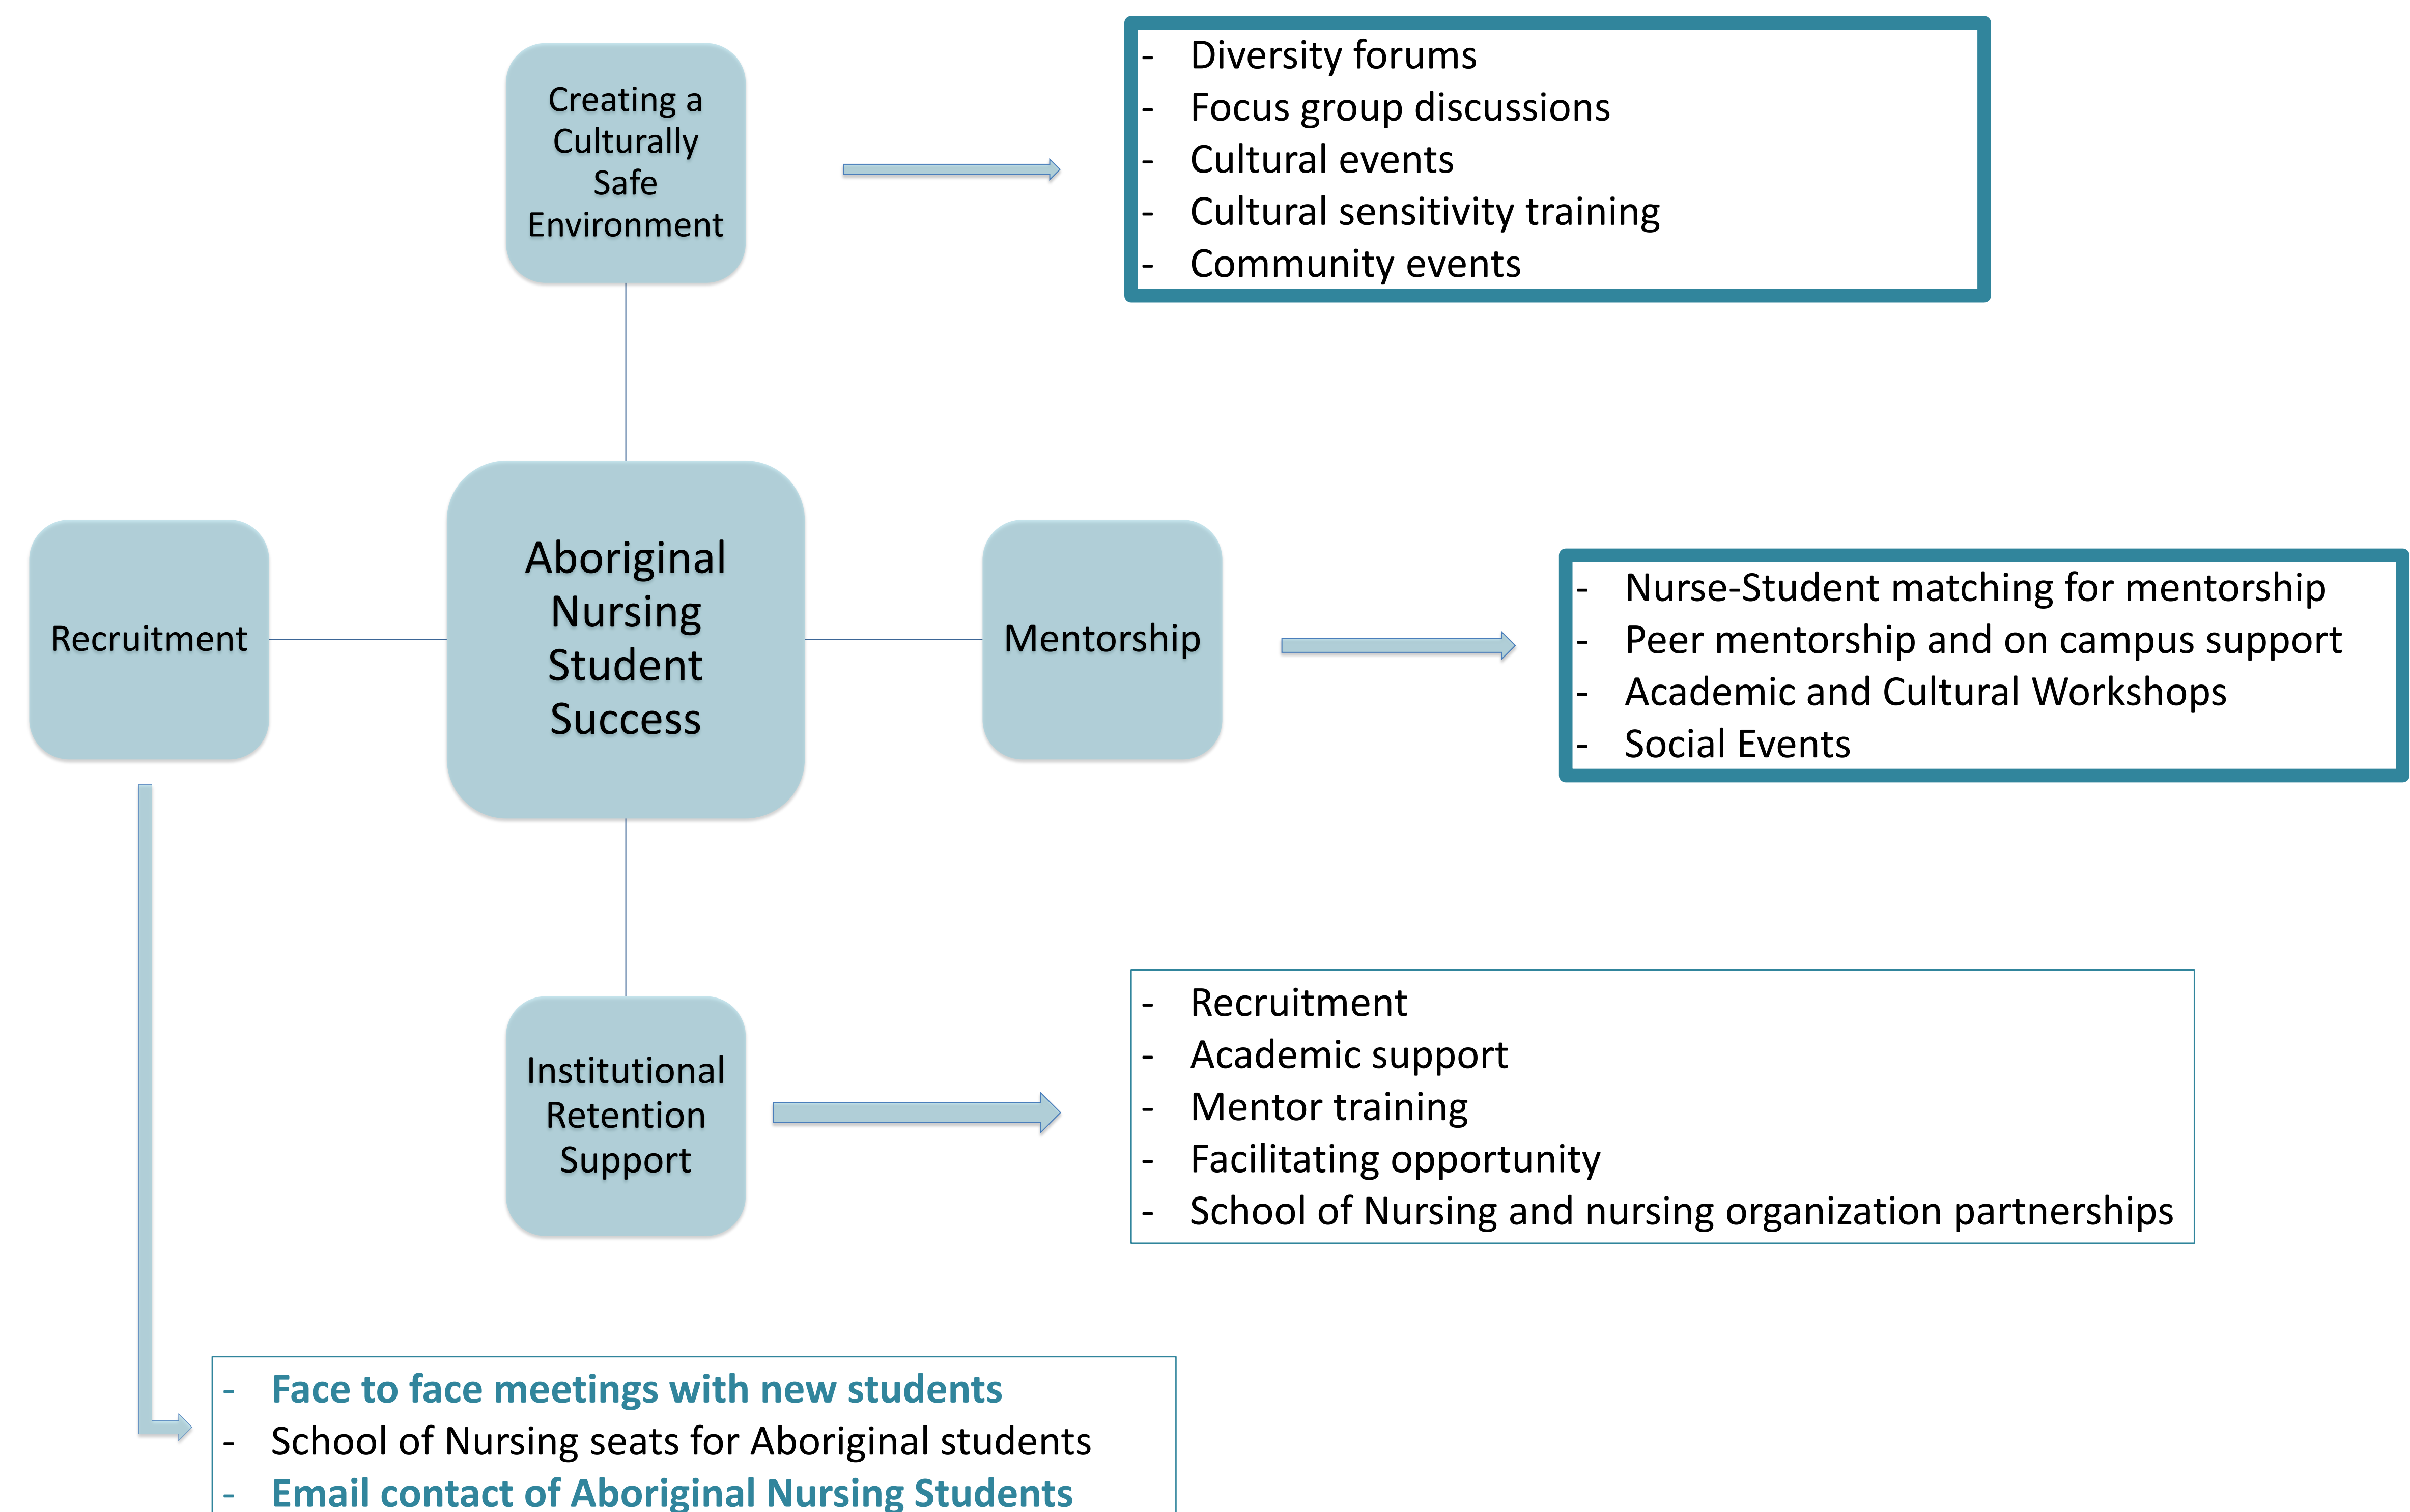 Creating a
Culturally
Safe
Environment
- Diversity forums
- Focus group discussions
- Cultural events
- Cultural sensitivity training
- Community events
Recruitment
Aboriginal
Nursing
Student
Success
Mentorship
- Nurse-Student matching for mentorship
- Peer mentorship and on campus support
- Academic and Cultural Workshops
- Social Events
Institutional
Retention
Support
- Recruitment
- Academic support
- Mentor training
- Facilitating opportunity
- School of Nursing and nursing organization partnerships
- Face to face meetings with new students
- School of Nursing seats for Aboriginal students
- Email contact of Aboriginal Nursing Students